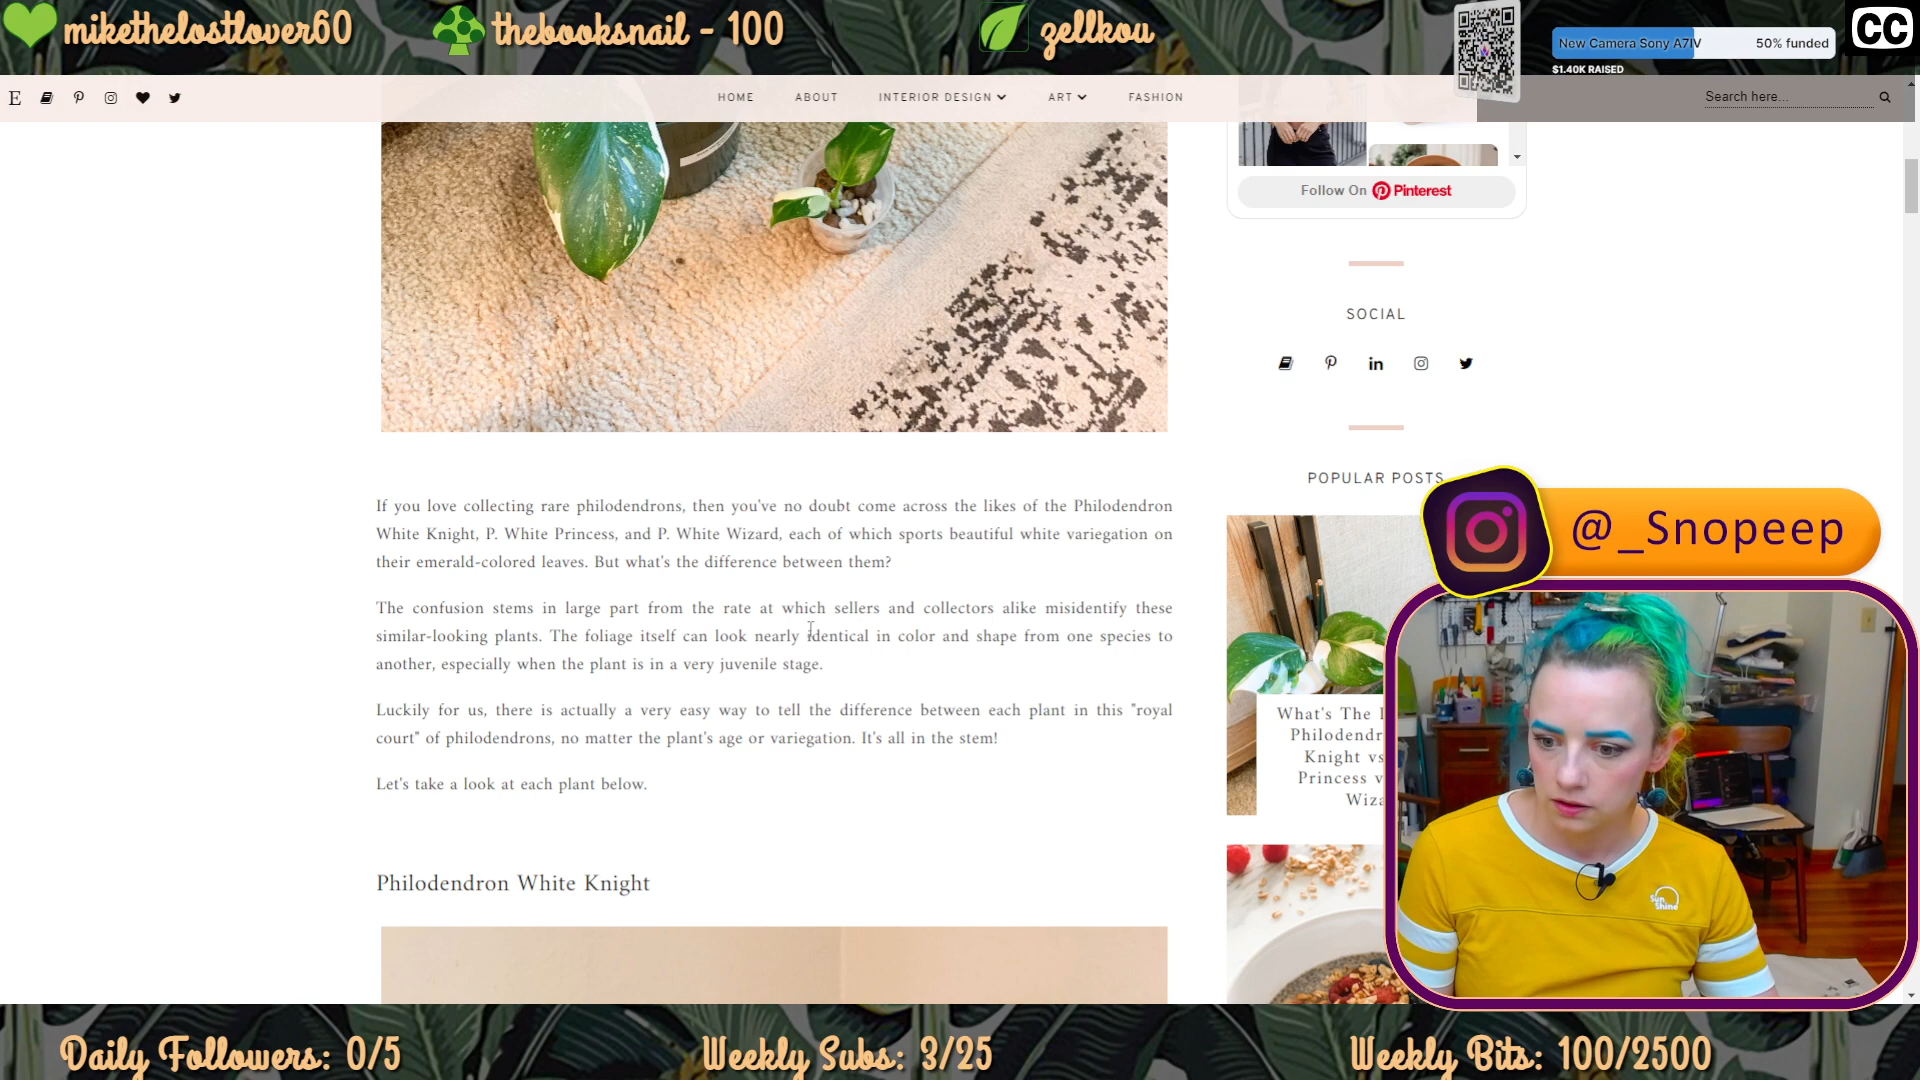 mikethelostlover60
thebooksnail - 100
zellkou
New Camera Sony A7IV 50% funded
$1.40K RAISED
CC
E
HOME ABOUT INTERIOR DESIGN ART FASHION
Search here...
Follow On Pinterest
SOCIAL
in
POPULAR POSTS
@_Snopeep
If you love collecting rare philodendrons, then you've no doubt come across the likes of the Philodendron
White Knight, P. White Princess, and P. White Wizard, each of which sports beautiful white variegation on
their emerald-colored leaves. But what's the difference between them?
The confusion stems in large part from the rate at which sellers and collectors alike misidentify these
similar-looking plants. The foliage itself can look nearly identical in color and shape from one species to
another, especially when the plant is in a very juvenile stage.
Luckily for us, there is actually a very easy way to tell the difference between each plant in this "royal
court" of philodendrons, no matter the plant's age or variegation. It's all in the stem!
Let's take a look at each plant below.
Philodendron White Knight
What's The
Philodendr
Knight vs
Princess v
Wiza
Sun
Shine
Daily Followers: 0/5
Weekly Subs: 3/25
Weekly Bits: 100/2500